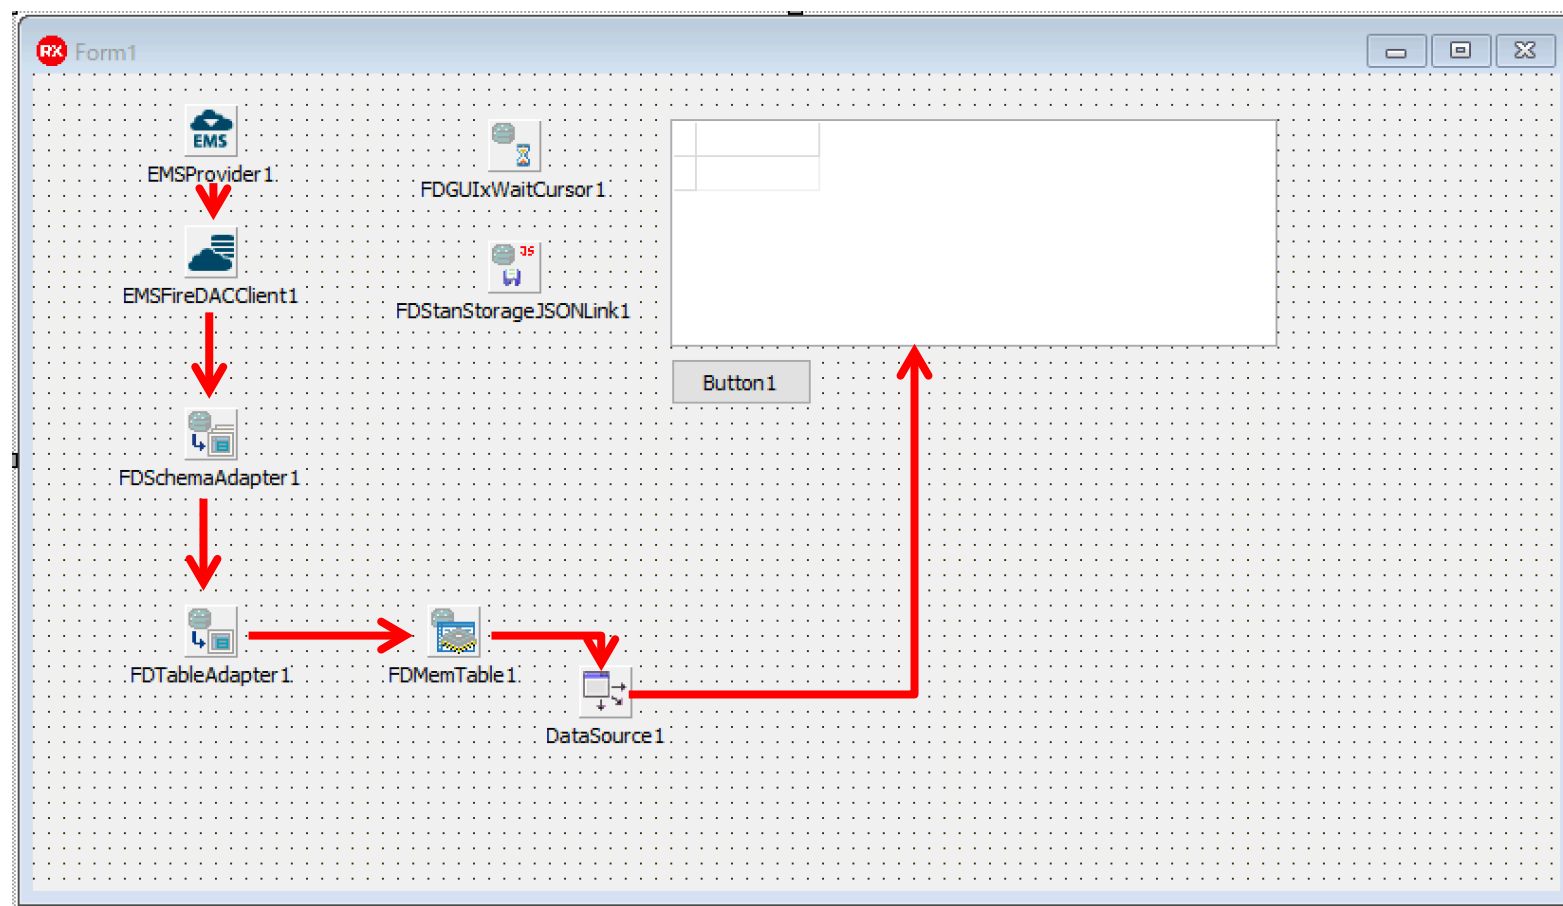 RX Form1
EMS
EMSProvider1
FDGUIxWaitCursor1
EMSFireDACClient1
JS
FDStanStorageJSONLink1
Button1
FDSchemaAdapter1
FDTableAdapter1
FDMemTable1
DataSource1